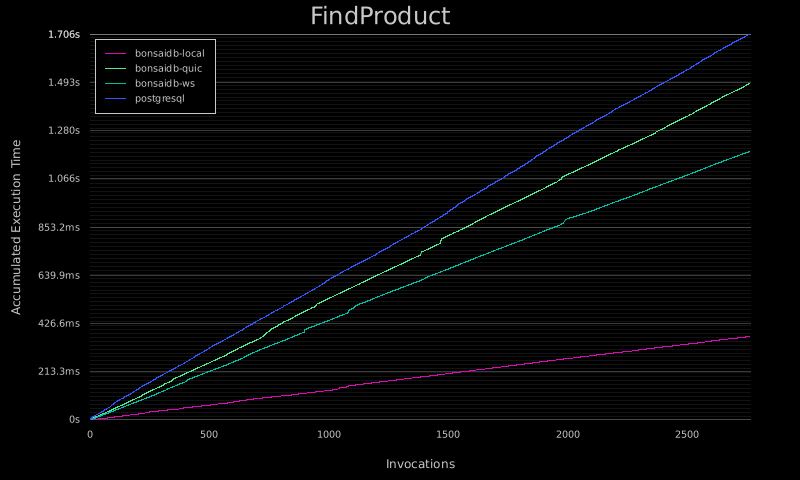 FindProduct
1.706s
1.493s
1.280s
1.066s
853.2ms
639.9ms
426.6ms
213.3ms
0s
Accumulated Execution Time
bonsaidb-local
bonsaidb-quic
bonsaidb-ws
postgresql
0
500
1000
1500
2000
2500
Invocations